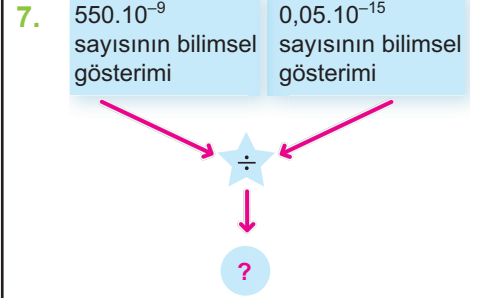 7.
550.10⁻⁹
sayısının bilimsel
gösterimi
0,05.10⁻¹⁵
sayısının bilimsel
gösterimi
÷
?